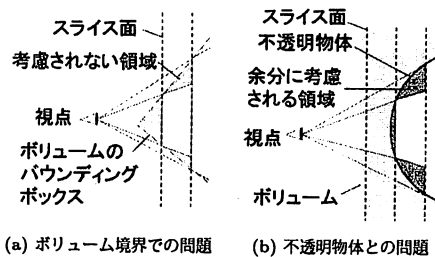 スライス面
考慮されない領域
視点
ボリュームの
バウンディング
ボックス
(a) ボリューム境界での問題
スライス面
不透明物体
余分に考慮
される領域
視点
ボリューム
(b) 不透明物体との問題